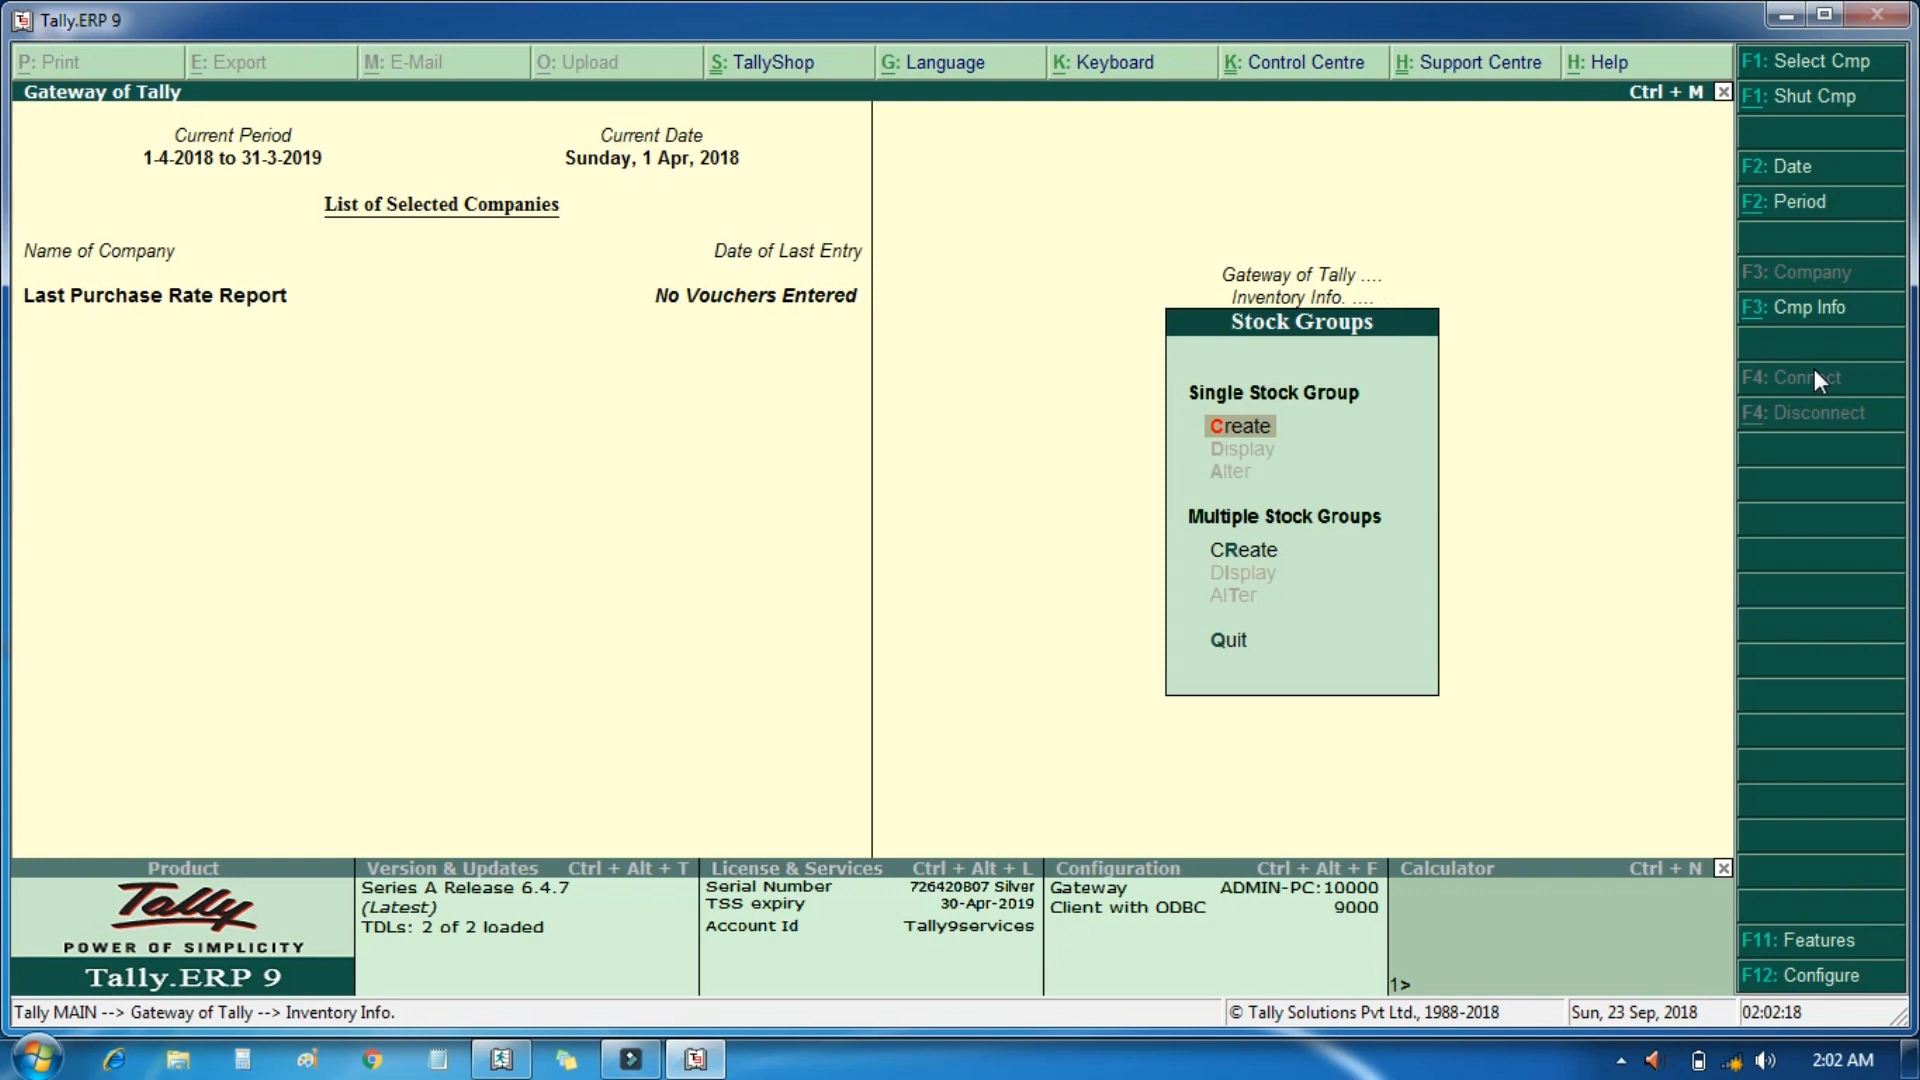 Tally.ERP 9
P: Print
E: Export
M: E-Mail
O: Upload
S: TallyShop
G: Language
K: Keyboard
K: Control Centre
H: Support Centre
H: Help
F1: Select Cmp
Gateway of Tally
Ctrl + M
F1: Shut Cmp
Current Period
1-4-2018 to 31-3-2019
Current Date
Sunday, 1 Apr, 2018
List of Selected Companies
Name of Company
Date of Last Entry
Last Purchase Rate Report
No Vouchers Entered
Gateway of Tally ....
Inventory Info. ....
Stock Groups
Single Stock Group
Create
Display
Alter
Multiple Stock Groups
CReate
DIsplay
AlTer
Quit
F2: Date
F2: Period
F3: Company
F3: Cmp Info
F4: Connect
F4: Disconnect
F11: Features
F12: Configure
Product
Tally
POWER OF SIMPLICITY
Tally.ERP 9
Version & Updates Ctrl + Alt + T
Series A Release 6.4.7
(Latest)
TDLs: 2 of 2 loaded
License & Services Ctrl + Alt + L
Serial Number 726420807 Silver
TSS expiry 30-Apr-2019
Account Id Tally9services
Configuration Ctrl + Alt + F
Gateway ADMIN-PC:10000
Client with ODBC 9000
Calculator Ctrl + N
1>
Tally MAIN --> Gateway of Tally --> Inventory Info.
© Tally Solutions Pvt Ltd., 1988-2018
Sun, 23 Sep, 2018
02:02:18
2:02 AM